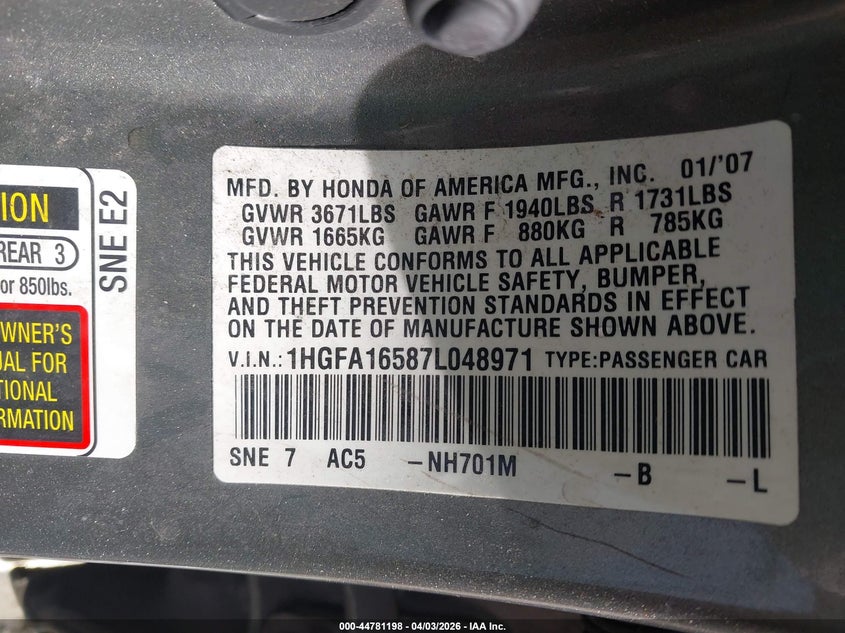 MFD. BY HONDA OF AMERICA MFG., INC. 01/'07
GVWR 3671LBS GAWR F 1940LBS R 1731LBS
GVWR 1665KG GAWR F 880KG R 785KG
THIS VEHICLE CONFORMS TO ALL APPLICABLE
FEDERAL MOTOR VEHICLE SAFETY, BUMPER,
AND THEFT PREVENTION STANDARDS IN EFFECT
ON THE DATE OF MANUFACTURE SHOWN ABOVE.
V.I.N.: 1HGFA16587L048971 TYPE:PASSENGER CAR
SNE 7 AC5 -NH701M -B -L
SNE E2
ION
REAR 3
or 850lbs.
WNER'S
UAL FOR
TIONAL
RMATION
000-44781198 - 04/03/2026 - IAA Inc.